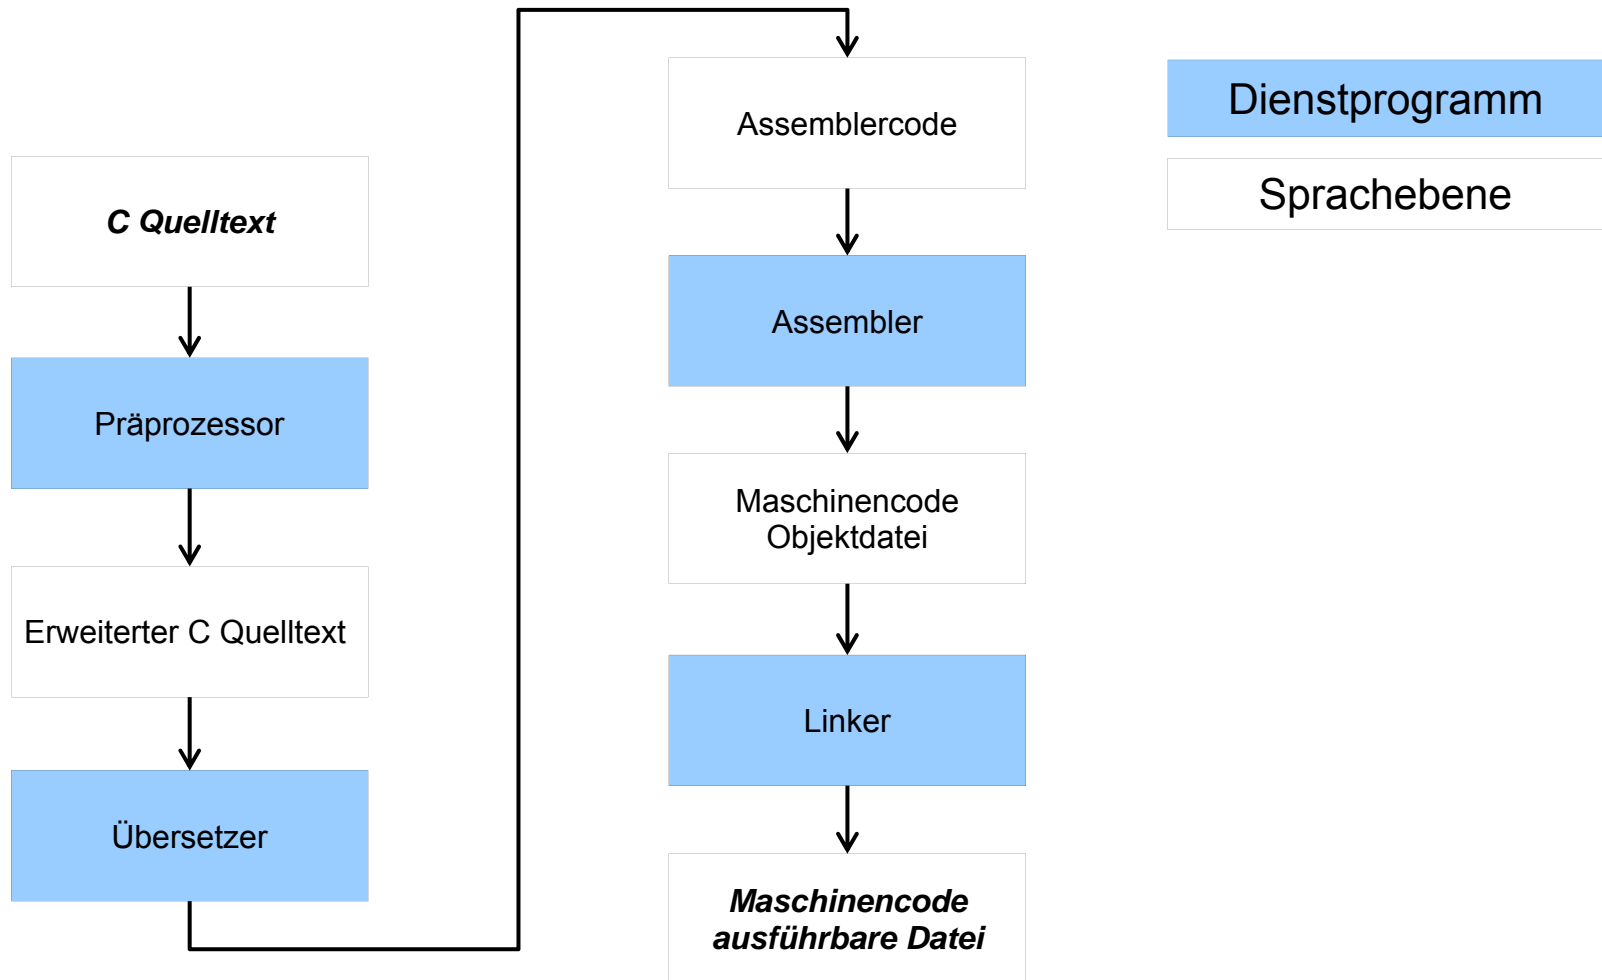 C Quelltext
Präprozessor
Erweiterter C Quelltext
Übersetzer
Assemblercode
Assembler
Maschinencode
Objektdatei
Linker
Maschinencode
ausführbare Datei
Dienstprogramm
Sprachebene